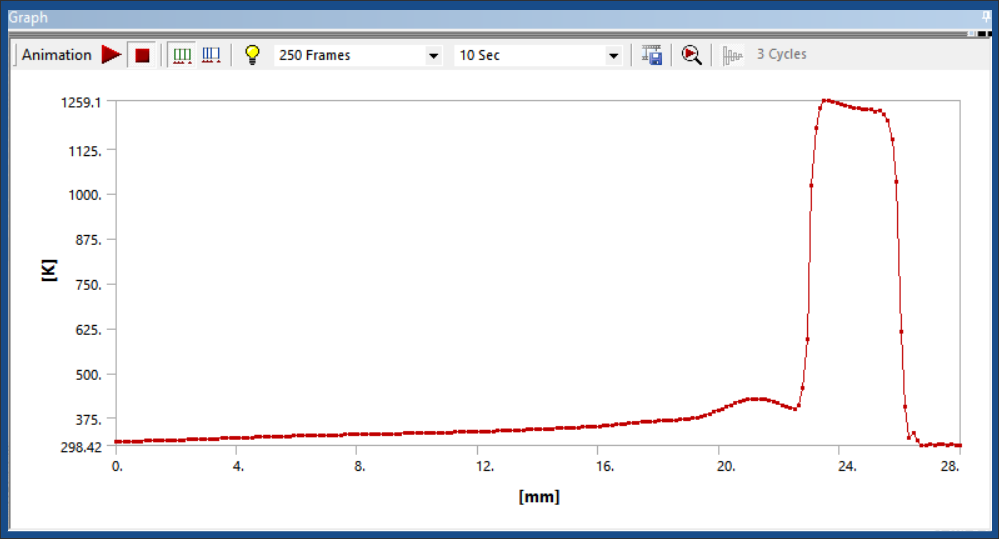 Graph
Animation 250 Frames 10 Sec 3 Cycles
1259.1
1125.
1000.
875.
[K]
750.
625.
500.
375.
298.42
0. 4. 8. 12. 16. 20. 24. 28.
[mm]